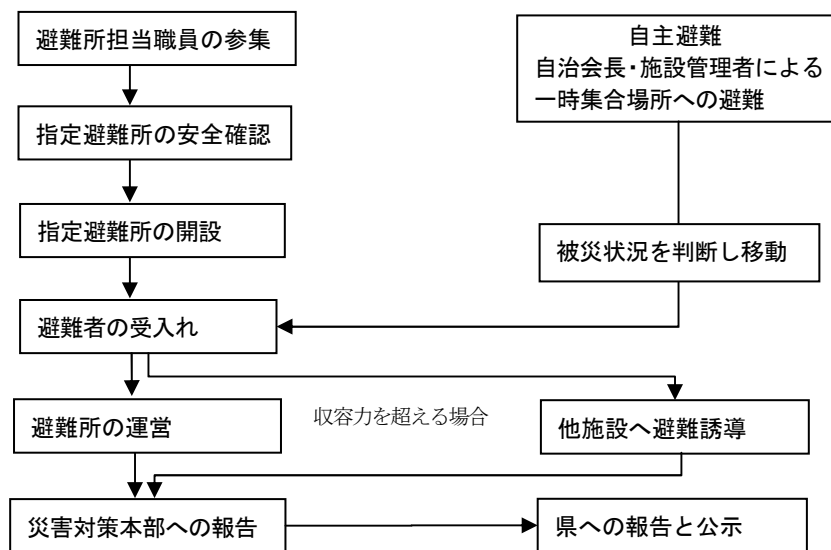 避難所担当職員の参集
自主避難
自治会長・施設管理者による
一時集合場所への避難
指定避難所の安全確認
指定避難所の開設
被災状況を判断し移動
避難者の受入れ
避難所の運営
収容力を超える場合
他施設へ避難誘導
災害対策本部への報告
県への報告と公示